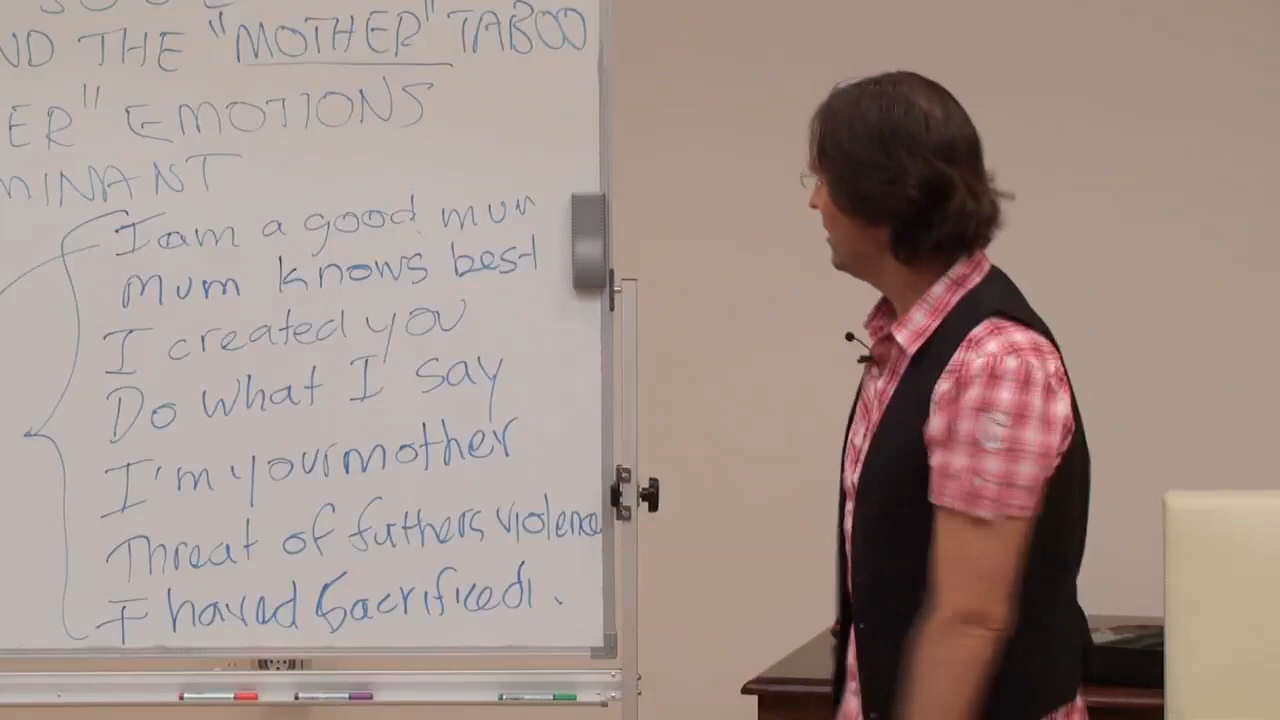 ND THE "MOTHER" TABOO
ER" EMOTIONS
MINANT
I am a good mum
mum knows best
I created you
Do what I say
I'm your mother
Threat of fathers violence
I haved Sacrificed.